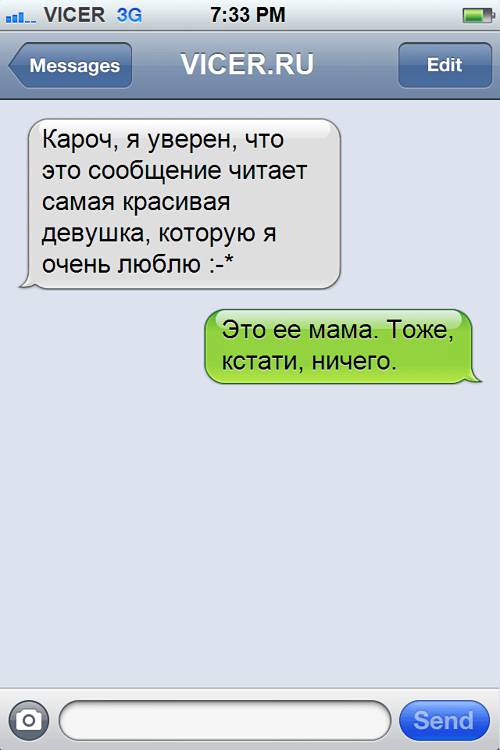 VICER 3G 7:33 PM
Messages VICER.RU Edit
Кароч, я уверен, что
это сообщение читает
самая красивая
девушка, которую я
очень люблю :-*
Это ее мама. Тоже,
кстати, ничего.
Send